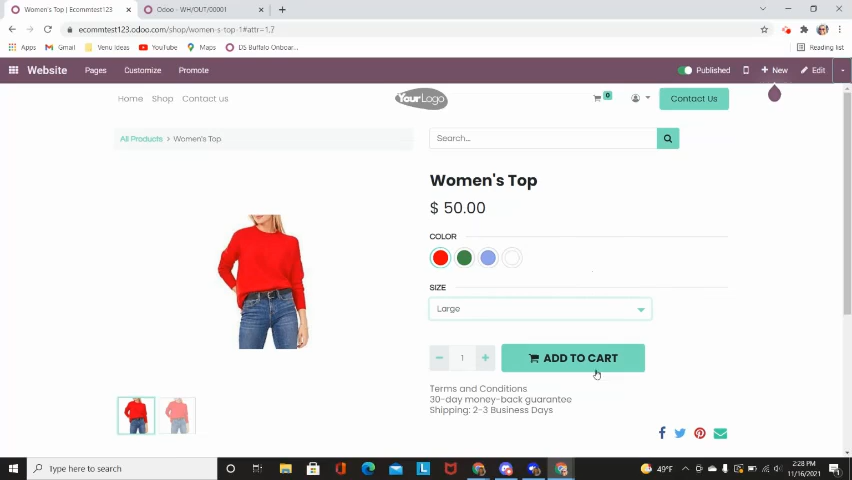 Women's Top | Ecommtest123
Odoo - WH/OUT/00001
ecommtest123.odoo.com/shop/women-s-top-1#attr=1,7
Apps
Gmail
Venu Ideas
YouTube
Maps
DS Buffalo Onboar...
Reading list
Website
Pages
Customize
Promote
Published
+ New
Edit
Home
Shop
Contact us
YourLogo
0
Contact Us
All Products > Women's Top
Search...
Women's Top
$ 50.00
COLOR
SIZE
Large
1
ADD TO CART
Terms and Conditions
30-day money-back guarantee
Shipping: 2-3 Business Days
Type here to search
49°F
2:28 PM
11/16/2021